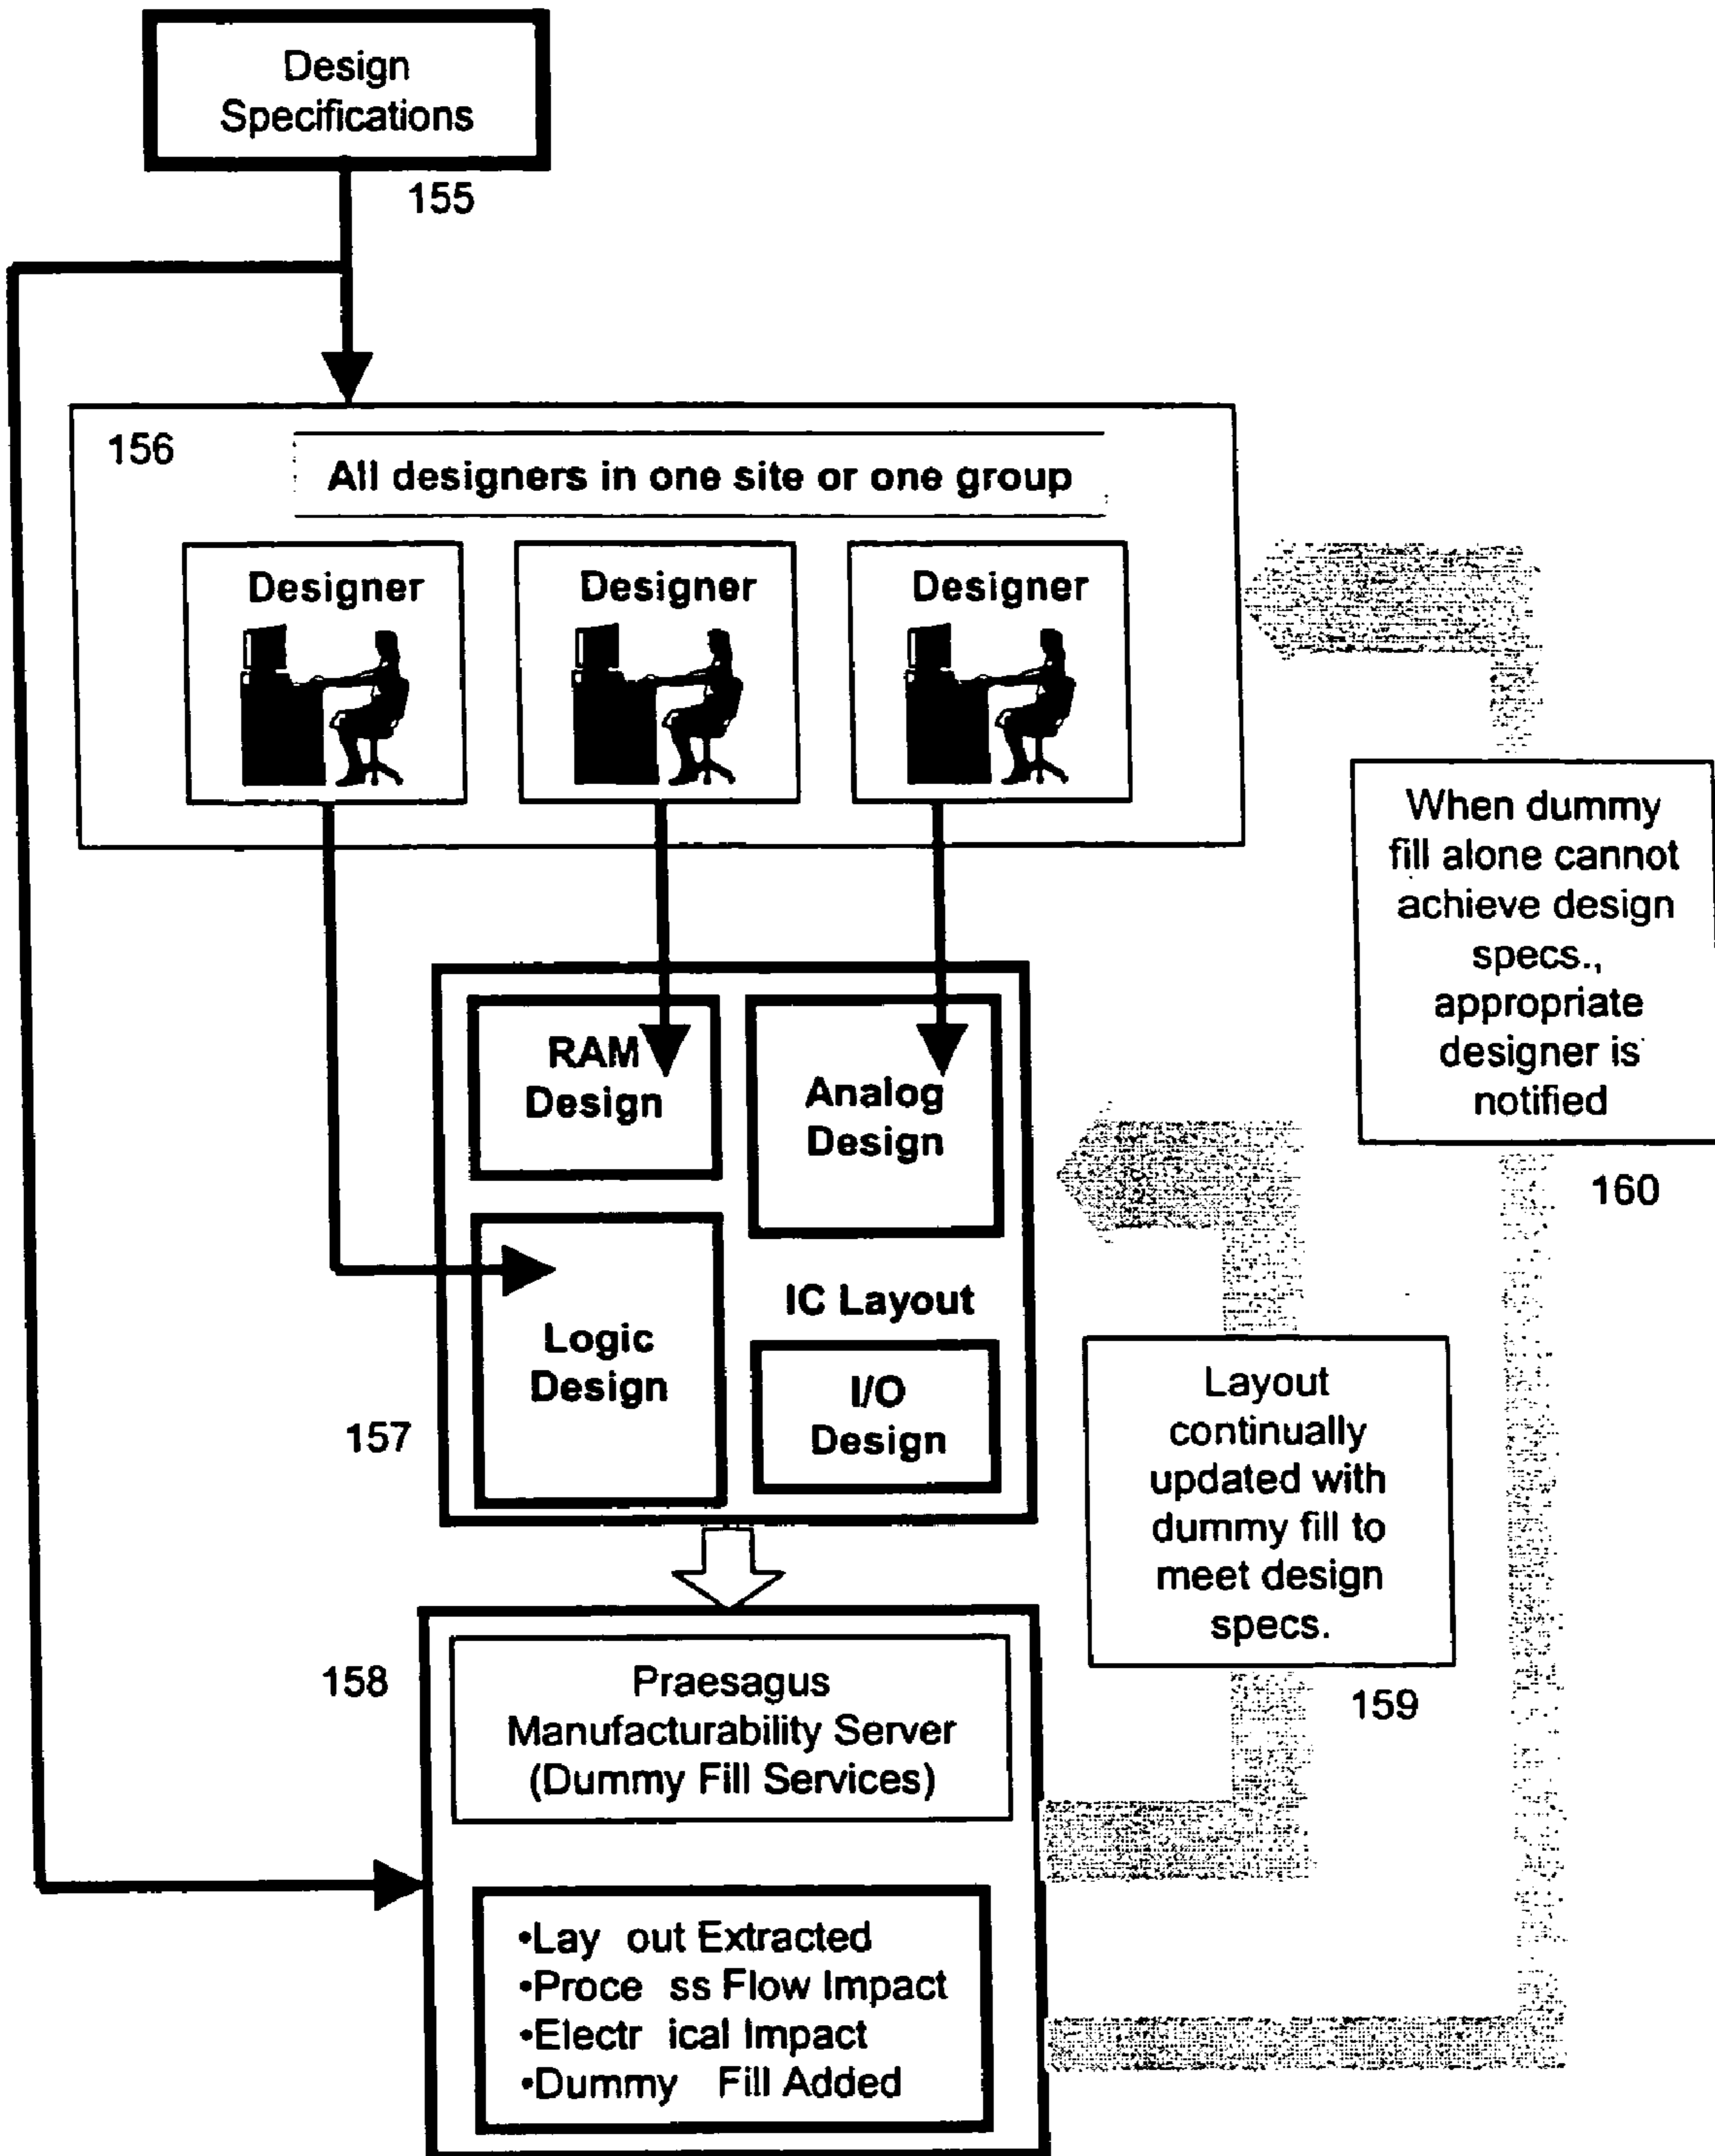 Design
Specifications
155
156
All designers in one site or one group
Designer
Designer
Designer
When dummy
fill alone cannot
achieve design
specs.,
appropriate
designer is
notified
160
RAM
Design
Analog
Design
IC Layout
Logic
Design
I/O
Design
157
Layout
continually
updated with
dummy fill to
meet design
specs.
159
158
Praesagus
Manufacturability Server
(Dummy Fill Services)
•Lay out Extracted
•Proce ss Flow Impact
•Electr ical Impact
•Dummy Fill Added